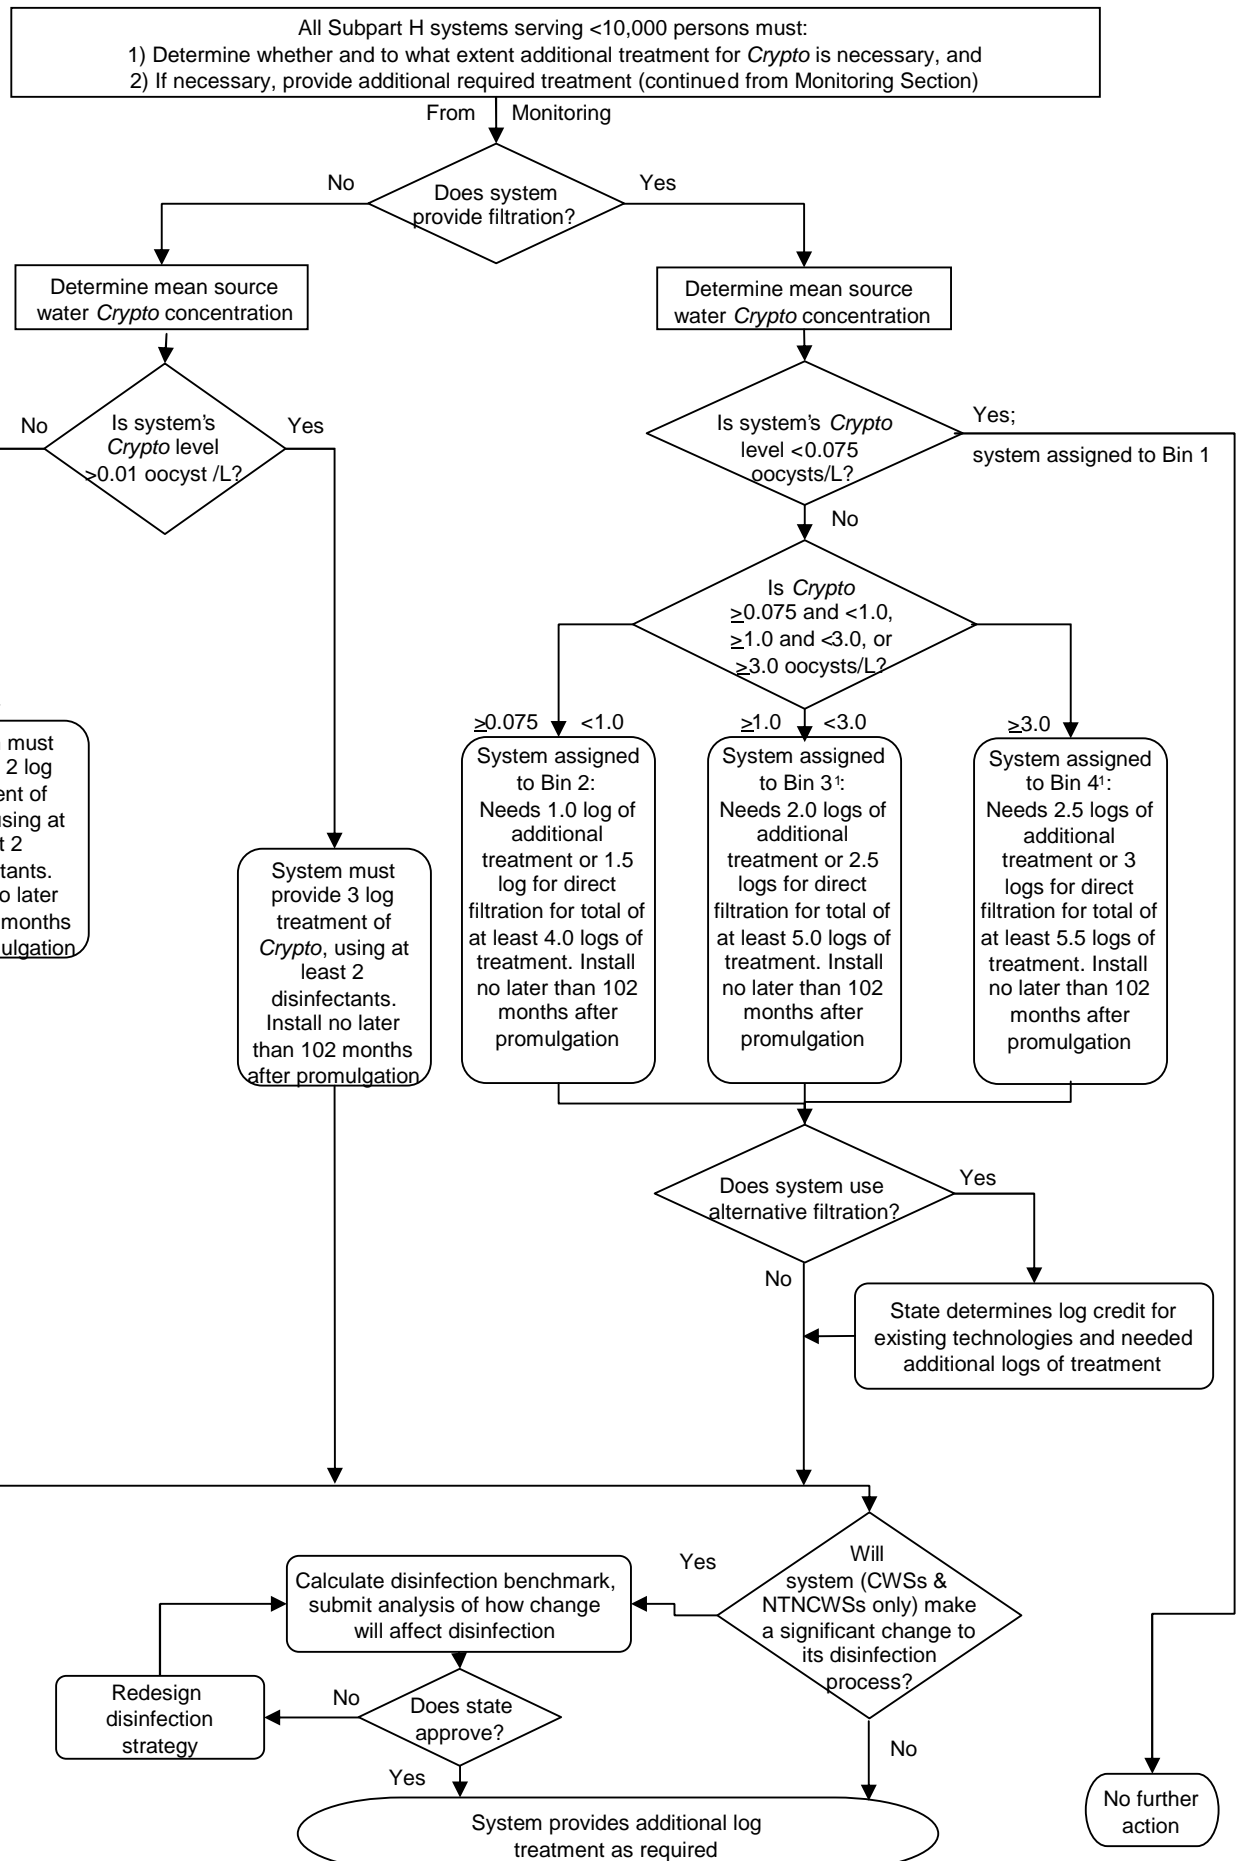 All Subpart H systems serving <10,000 persons must:
1) Determine whether and to what extent additional treatment for Crypto is necessary, and
2) If necessary, provide additional required treatment (continued from Monitoring Section)
From Monitoring
No
Does system
provide filtration?
Yes
Determine mean source
water Crypto concentration
Determine mean source
water Crypto concentration
No
Is system's
Crypto level
>0.01 oocyst /L?
Yes
Is system's Crypto
level <0.075
oocysts/L?
Yes;
system assigned to Bin 1
No
Is Crypto
≥0.075 and <1.0,
≥1.0 and <3.0, or
≥3.0 oocysts/L?
≥0.075 <1.0
≥1.0 <3.0
≥3.0
must
2 log
ent of
using at
t 2
ctants.
o later
months
ulgation
System must
provide 3 log
treatment of
Crypto, using at
least 2
disinfectants.
Install no later
than 102 months
after promulgation
System assigned
to Bin 2:
Needs 1.0 log of
additional
treatment or 1.5
log for direct
filtration for total of
at least 4.0 logs of
treatment. Install
no later than 102
months after
promulgation
System assigned
to Bin 3¹:
Needs 2.0 logs of
additional
treatment or 2.5
logs for direct
filtration for total of
at least 5.0 logs of
treatment. Install
no later than 102
months after
promulgation
System assigned
to Bin 4¹:
Needs 2.5 logs of
additional
treatment or 3
logs for direct
filtration for total of
at least 5.5 logs of
treatment. Install
no later than 102
months after
promulgation
Does system use
alternative filtration?
Yes
No
State determines log credit for
existing technologies and needed
additional logs of treatment
Will
system (CWSs &
NTNCWSs only) make
a significant change to
its disinfection
process?
Yes
Calculate disinfection benchmark,
submit analysis of how change
will affect disinfection
Redesign
disinfection
strategy
No
Does state
approve?
No
Yes
System provides additional log
treatment as required
No further
action